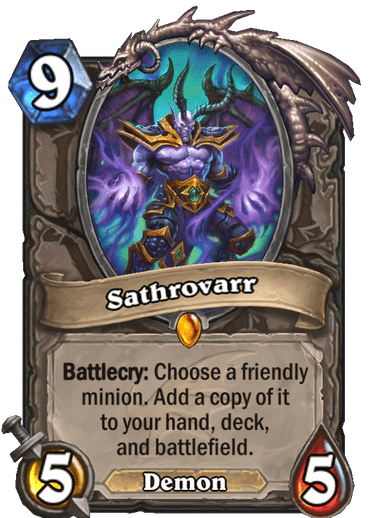 9
Sathrovarr
Battlecry: Choose a friendly
minion. Add a copy of it
to your hand, deck,
and battlefield.
5
Demon
5